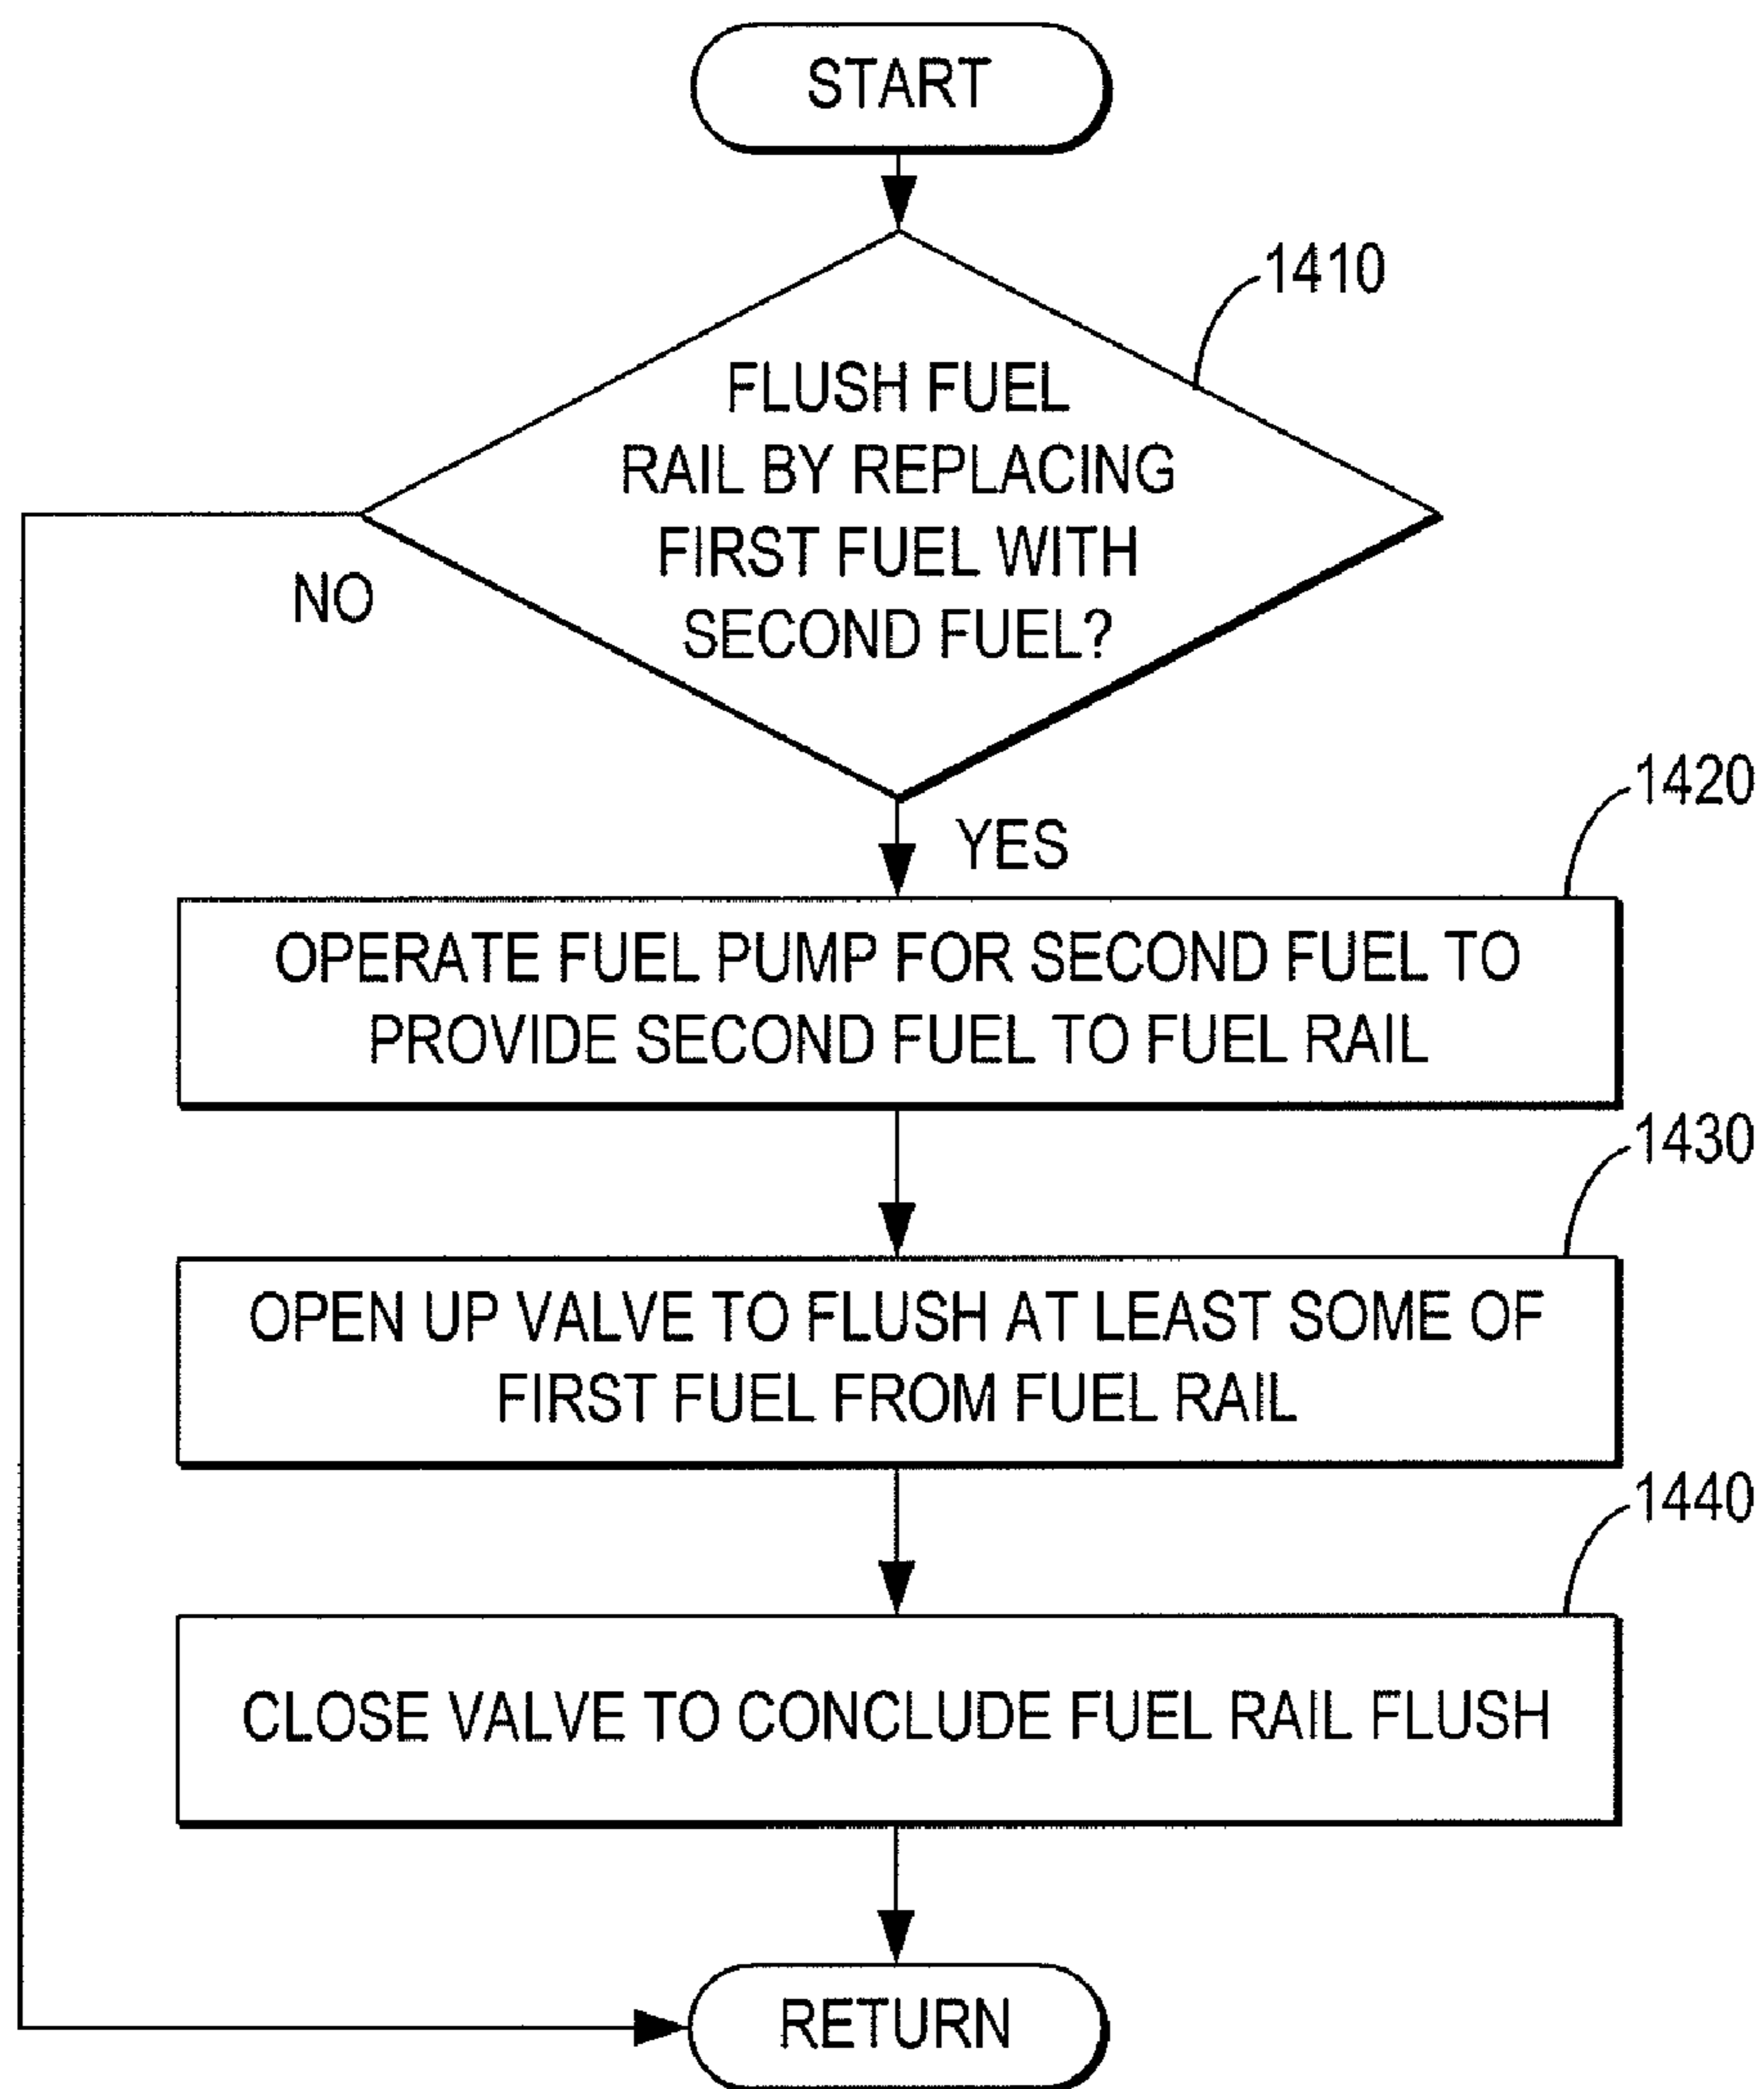 START
1410
FLUSH FUEL
RAIL BY REPLACING
FIRST FUEL WITH
SECOND FUEL?
NO
YES
1420
OPERATE FUEL PUMP FOR SECOND FUEL TO
PROVIDE SECOND FUEL TO FUEL RAIL
1430
OPEN UP VALVE TO FLUSH AT LEAST SOME OF
FIRST FUEL FROM FUEL RAIL
1440
CLOSE VALVE TO CONCLUDE FUEL RAIL FLUSH
RETURN